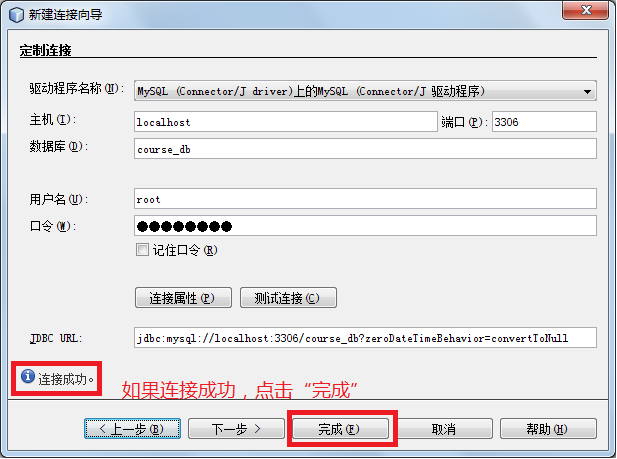 新建连接向导
定制连接
驱动程序名称(N): MySQL (Connector/J driver)上的MySQL (Connector/J 驱动程序)
主机(I): localhost 端口(P): 3306
数据库(D): course_db
用户名(U): root
口令(W): ●●●●●●●●
记住口令(R)
连接属性(P) 测试连接(C)
JDBC URL: jdbc:mysql://localhost:3306/course_db?zeroDateTimeBehavior=convertToNull
连接成功。
如果连接成功，点击“完成”
< 上一步(B) 下一步 > 完成(F) 取消 帮助(H)